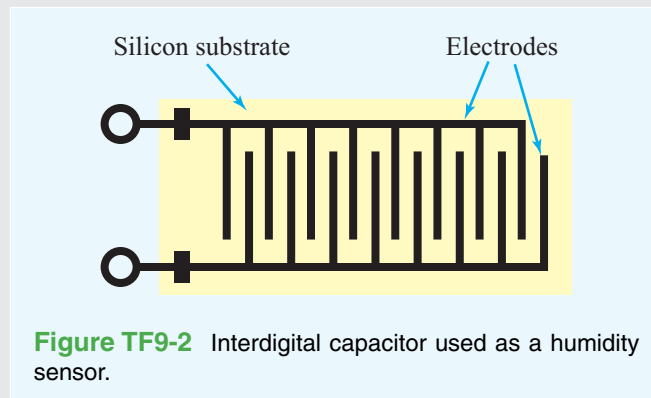 Silicon substrate
Electrodes
Figure TF9-2 Interdigital capacitor used as a humidity
sensor.